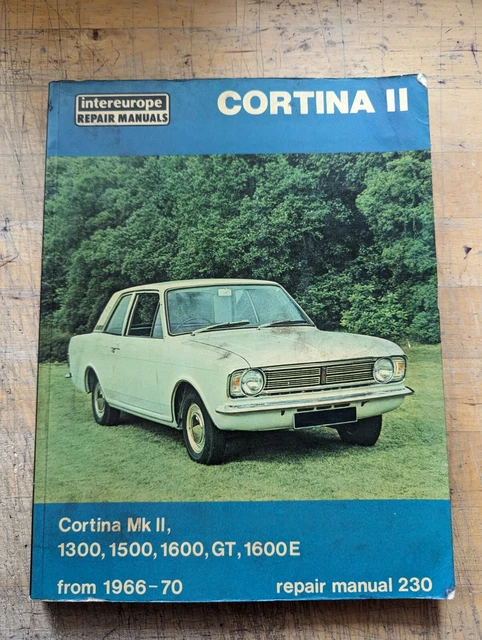 intereurope
REPAIR MANUALS
CORTINA II
Cortina Mk II,
1300, 1500, 1600, GT, 1600E
from 1966-70
repair manual 230